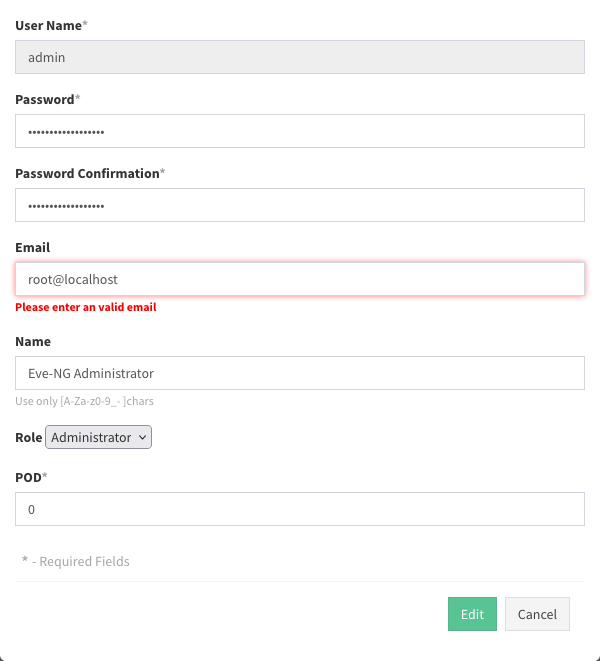 User Name*
admin
Password*
••••••••••••••••••
Password Confirmation*
••••••••••••••••••
Email
root@localhost
Please enter an valid email
Name
Eve-NG Administrator
Use only [A-Za-z0-9_- ]chars
Role Administrator
POD*
0
* - Required Fields
Edit Cancel